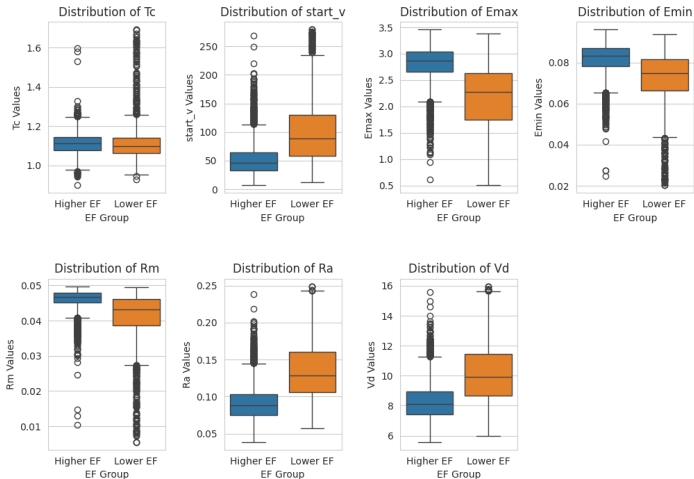 Distribution of Tc
Tc Values
1.6
1.4
1.2
1.0
Higher EF Lower EF
EF Group
Distribution of start_v
start_v Values
250
200
150
100
50
0
Higher EF Lower EF
EF Group
Distribution of Emax
Emax Values
3.5
3.0
2.5
2.0
1.5
1.0
0.5
Higher EF Lower EF
EF Group
Distribution of Emin
Emin Values
0.08
0.06
0.04
0.02
Higher EF Lower EF
EF Group
Distribution of Rm
Rm Values
0.05
0.04
0.03
0.02
0.01
Higher EF Lower EF
EF Group
Distribution of Ra
Ra Values
0.25
0.20
0.15
0.10
0.05
Higher EF Lower EF
EF Group
Distribution of Vd
Vd Values
16
14
12
10
8
6
Higher EF Lower EF
EF Group